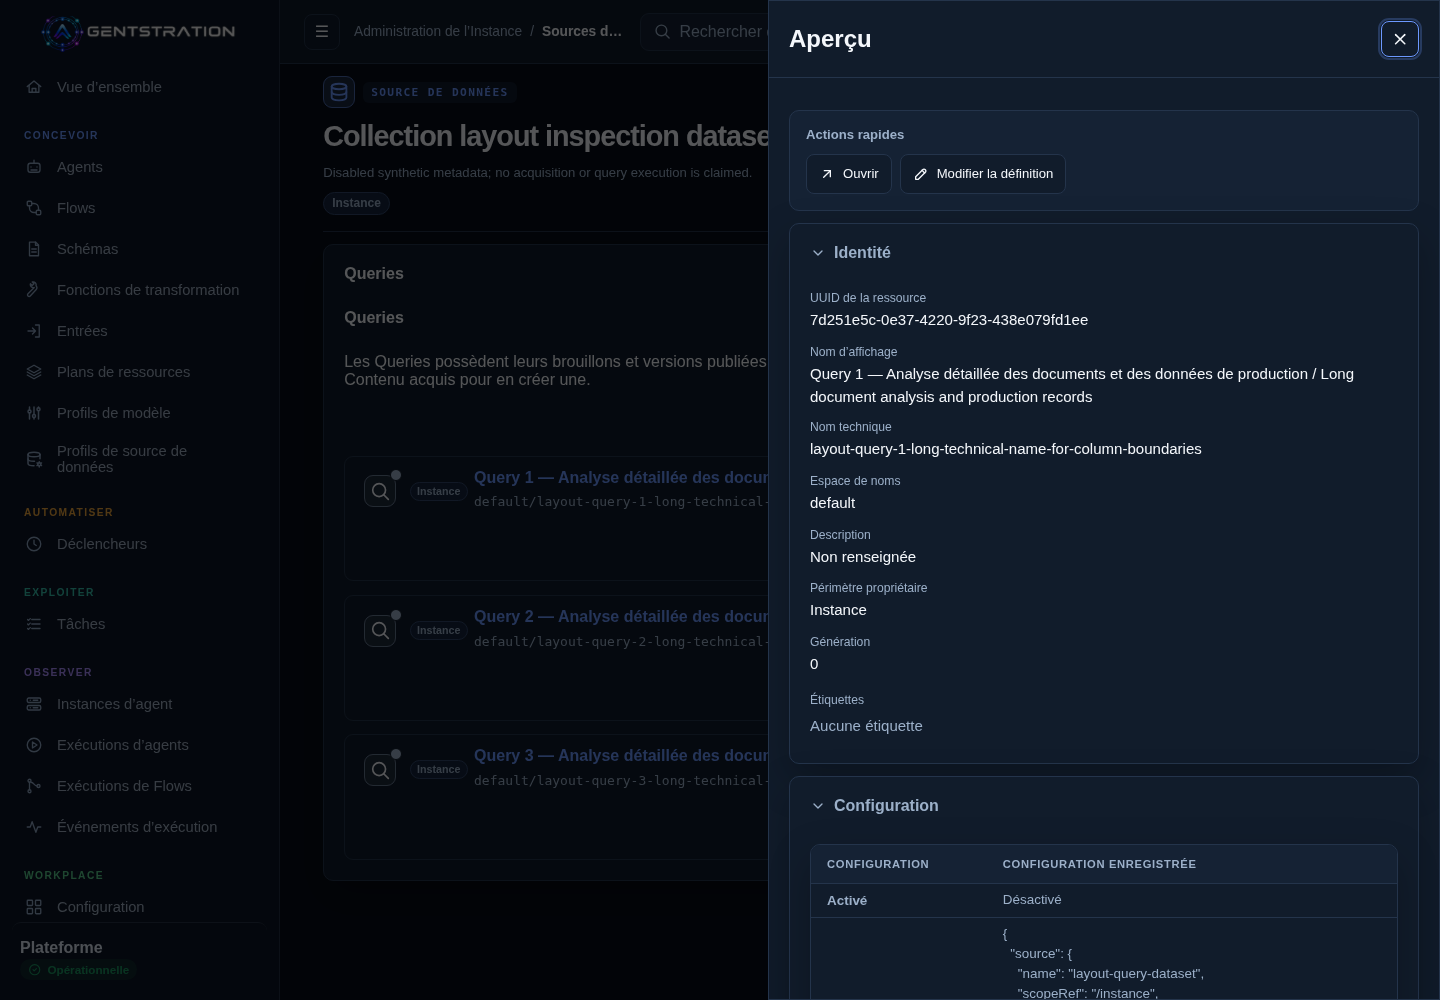 GENTSTRATION
Vue d’ensemble
CONCEVOIR
Agents
Flows
Schémas
Fonctions de transformation
Entrées
Plans de ressources
Profils de modèle
Profils de source de
données
AUTOMATISER
Déclencheurs
EXPLOITER
Tâches
OBSERVER
Instances d’agent
Exécutions d’agents
Exécutions de Flows
Événements d’exécution
WORKPLACE
Configuration
Plateforme
Opérationnelle
Administration de l’Instance / Sources d…
Rechercher
SOURCE DE DONNÉES
Collection layout inspection datase
Disabled synthetic metadata; no acquisition or query execution is claimed.
Instance
Queries
Queries
Les Queries possèdent leurs brouillons et versions publiées
Contenu acquis pour en créer une.
Instance
Query 1 — Analyse détaillée des docur
default/layout-query-1-long-technical-
Instance
Query 2 — Analyse détaillée des docur
default/layout-query-2-long-technical-
Instance
Query 3 — Analyse détaillée des docur
default/layout-query-3-long-technical-
Aperçu
Actions rapides
Ouvrir
Modifier la définition
Identité
UUID de la ressource
7d251e5c-0e37-4220-9f23-438e079fd1ee
Nom d’affichage
Query 1 — Analyse détaillée des documents et des données de production / Long
document analysis and production records
Nom technique
layout-query-1-long-technical-name-for-column-boundaries
Espace de noms
default
Description
Non renseignée
Périmètre propriétaire
Instance
Génération
0
Étiquettes
Aucune étiquette
Configuration
CONFIGURATION CONFIGURATION ENREGISTRÉE
Activé Désactivé
{
"source": {
"name": "layout-query-dataset",
"scopeRef": "/instance",